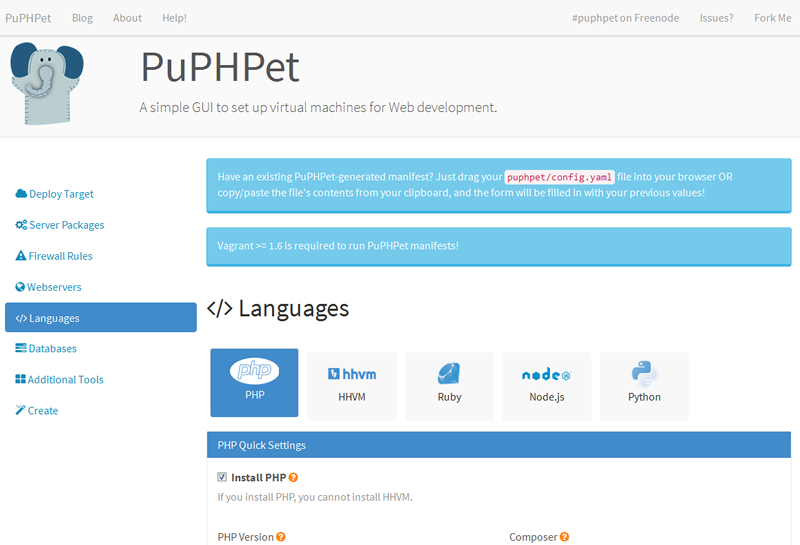 PuPHPet Blog About Help! #puphpet on Freenode Issues? Fork Me
PuPHPet
A simple GUI to set up virtual machines for Web development.
Deploy Target
Server Packages
Firewall Rules
Webservers
</> Languages
Databases
Additional Tools
Create
Have an existing PuPHPet-generated manifest? Just drag your puphpet/config.yaml file into your browser OR
copy/paste the file's contents from your clipboard, and the form will be filled in with your previous values!
Vagrant >= 1.6 is required to run PuPHPet manifests!
</> Languages
php hhvm node JS
PHP HHVM Ruby Node.js Python
PHP Quick Settings
Install PHP ?
If you install PHP, you cannot install HHVM.
PHP Version ? Composer ?